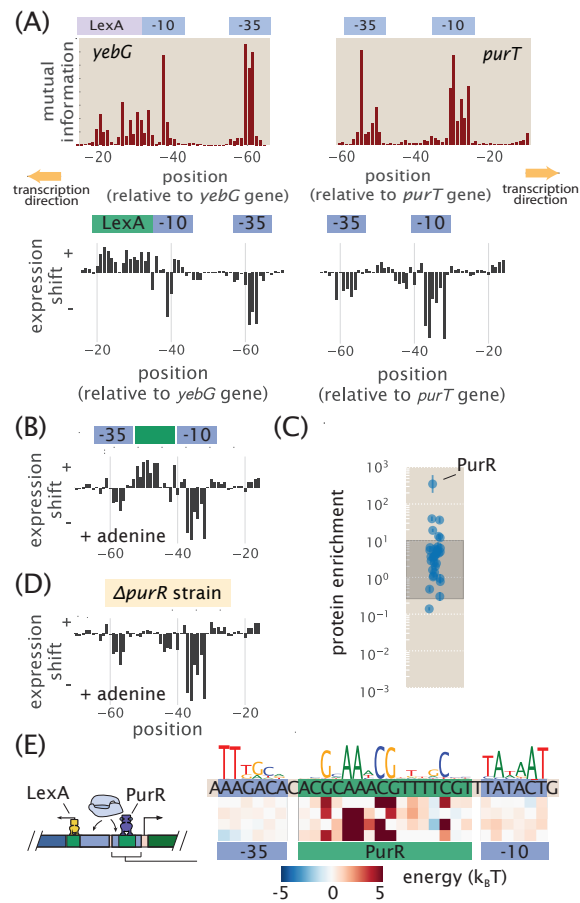 (A)
LexA -10 -35 -35 -10
yebG purT
mutual
information
−20 −40 −60 −60 −40 −20
transcription
direction
position
(relative to yebG gene)
position
(relative to purT gene)
transcription
direction
LexA -10 -35 -35 -10
expression
shift
+
-
−20 −40 −60 −60 −40 −20
position
(relative to yebG gene)
position
(relative to purT gene)
(B)
-35 -10
expression
shift
+
-
+ adenine
−60 −40 −20
(C)
PurR
protein enrichment
10³
10²
10¹
10⁰
10⁻¹
10⁻²
10⁻³
(D)
ΔpurR strain
expression
shift
+
-
+ adenine
−60 −40 −20
position
(E)
LexA PurR
AAAGACACACGCAAACGTTTTCGTTTATACTG
-35 PurR -10
-5 0 5
energy (kBT)